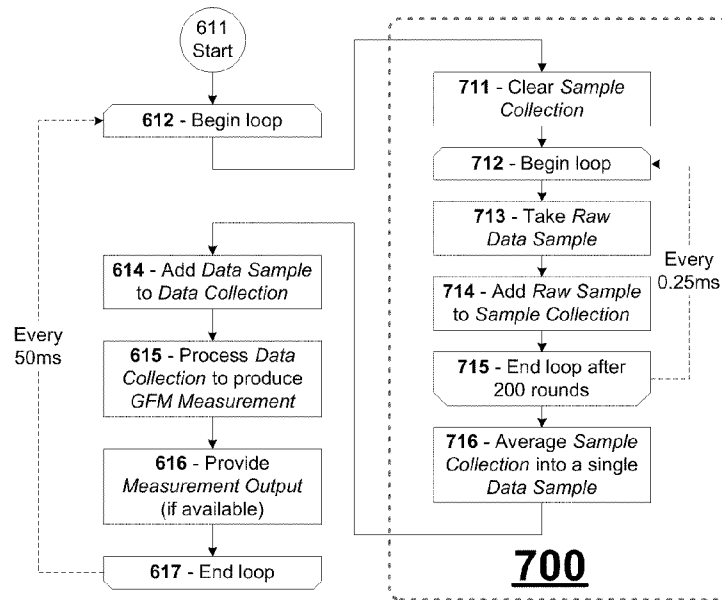 611
Start
612 - Begin loop
711 - Clear Sample
Collection
712 - Begin loop
713 - Take Raw
Data Sample
714 - Add Raw Sample
to Sample Collection
715 - End loop after
200 rounds
716 - Average Sample
Collection into a single
Data Sample
Every
0.25ms
700
614 - Add Data Sample
to Data Collection
615 - Process Data
Collection to produce
GFM Measurement
616 - Provide
Measurement Output
(if available)
617 - End loop
Every
50ms